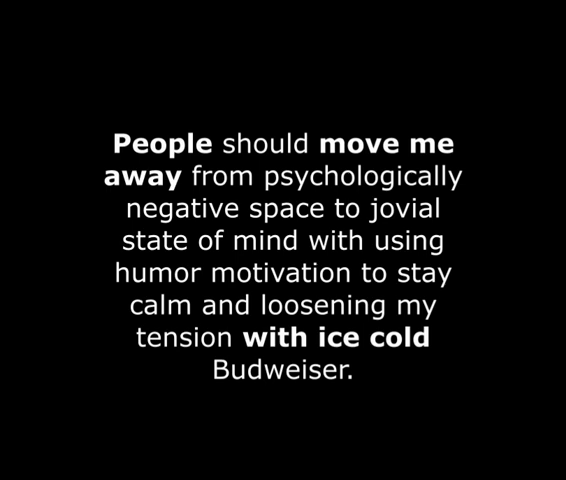 People should move me
away from psychologically
negative space to jovial
state of mind with using
humor motivation to stay
calm and loosening my
tension with ice cold
Budweiser.